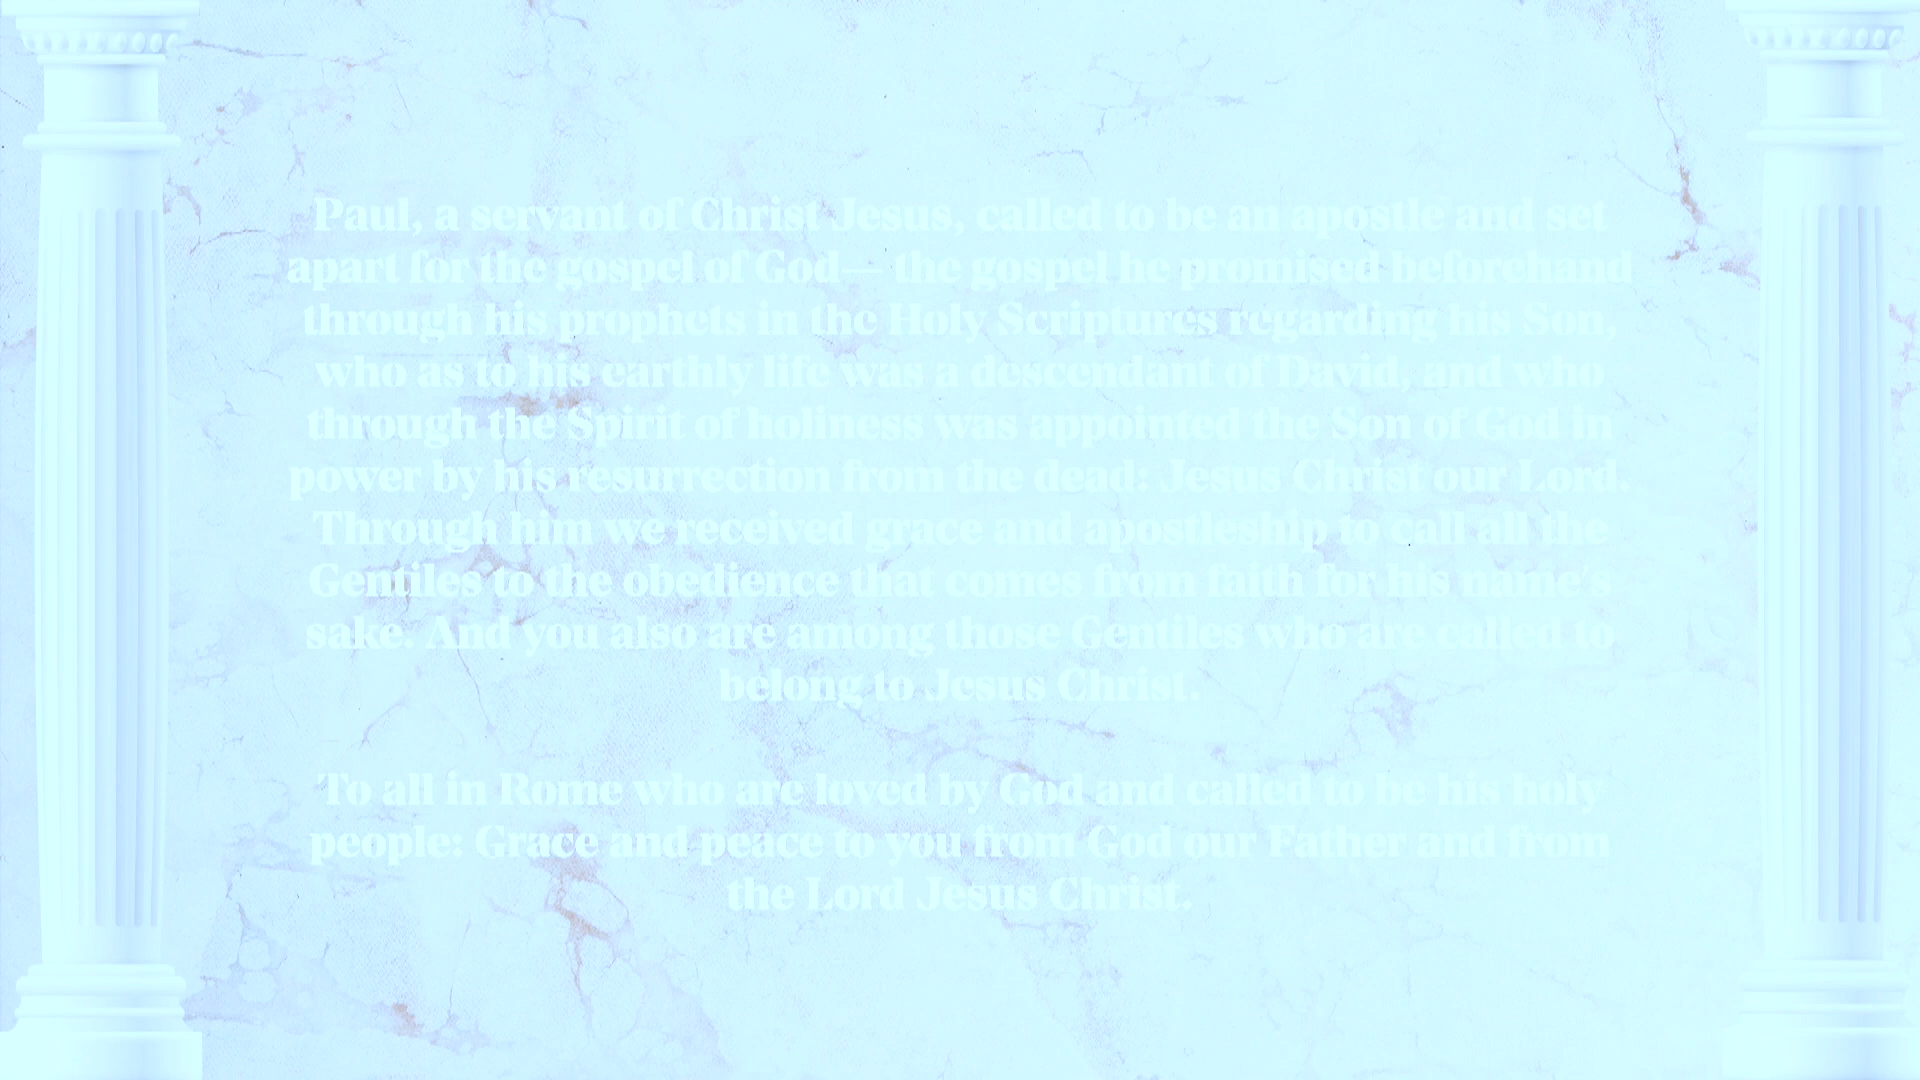 Paul, a servant of Christ Jesus, called to be an apostle and set
apart for the gospel of God— the gospel he promised beforehand
through his prophets in the Holy Scriptures regarding his Son,
who as to his earthly life was a descendant of David, and who
through the Spirit of holiness was appointed the Son of God in
power by his resurrection from the dead: Jesus Christ our Lord.
Through him we received grace and apostleship to call all the
Gentiles to the obedience that comes from faith for his name's
sake. And you also are among those Gentiles who are called to
belong to Jesus Christ.
To all in Rome who are loved by God and called to be his holy
people: Grace and peace to you from God our Father and from
the Lord Jesus Christ.